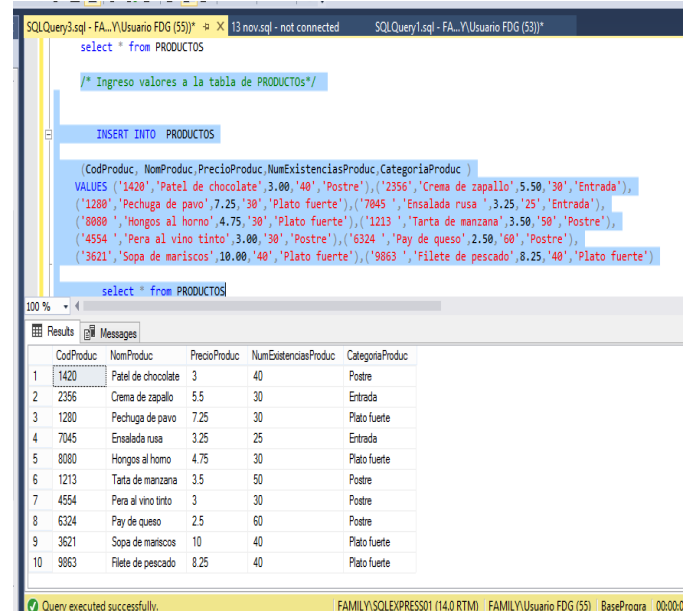 SQLQuery3.sql - FA...Y\Usuario FDG (55))* 13 nov.sql - not connected SQLQuery1.sql - FA...Y\Usuario FDG (53))*
select * from PRODUCTOS
/* Ingreso valores a la tabla de PRODUCTOs*/
INSERT INTO PRODUCTOS
(CodProduc, NomProduc,PrecioProduc,NumExistenciasProduc,CategoriaProduc )
VALUES ('1420','Patel de chocolate',3.00,'40','Postre'),('2356','Crema de zapallo',5.50,'30','Entrada'),
('1280','Pechuga de pavo',7.25,'30','Plato fuerte'),('7045 ','Ensalada rusa ',3.25,'25','Entrada'),
('8080 ','Hongos al horno',4.75,'30','Plato fuerte'),('1213 ','Tarta de manzana',3.50,'50','Postre'),
('4554 ','Pera al vino tinto',3.00,'30','Postre'),('6324 ','Pay de queso',2.50,'60','Postre'),
('3621','Sopa de mariscos',10.00,'40','Plato fuerte'),('9863 ','Filete de pescado',8.25,'40','Plato fuerte')
select * from PRODUCTOS
100 %
Results Messages
CodProduc NomProduc PrecioProduc NumExistenciasProduc CategoriaProduc
1 1420 Patel de chocolate 3 40 Postre
2 2356 Crema de zapallo 5.5 30 Entrada
3 1280 Pechuga de pavo 7.25 30 Plato fuerte
4 7045 Ensalada rusa 3.25 25 Entrada
5 8080 Hongos al horno 4.75 30 Plato fuerte
6 1213 Tarta de manzana 3.5 50 Postre
7 4554 Pera al vino tinto 3 30 Postre
8 6324 Pay de queso 2.5 60 Postre
9 3621 Sopa de mariscos 10 40 Plato fuerte
10 9863 Filete de pescado 8.25 40 Plato fuerte
Query executed successfully. FAMILY\SQLEXPRESS01 (14.0 RTM) FAMILY\Usuario FDG (55) BaseProgra 00:00:0